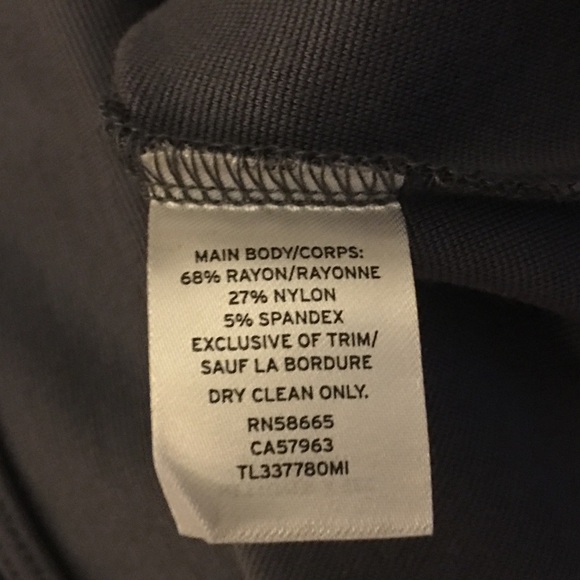 MAIN BODY/CORPS:
68% RAYON/RAYONNE
27% NYLON
5% SPANDEX
EXCLUSIVE OF TRIM/
SAUF LA BORDURE
DRY CLEAN ONLY.
RN58665
CA57963
TL337780MI